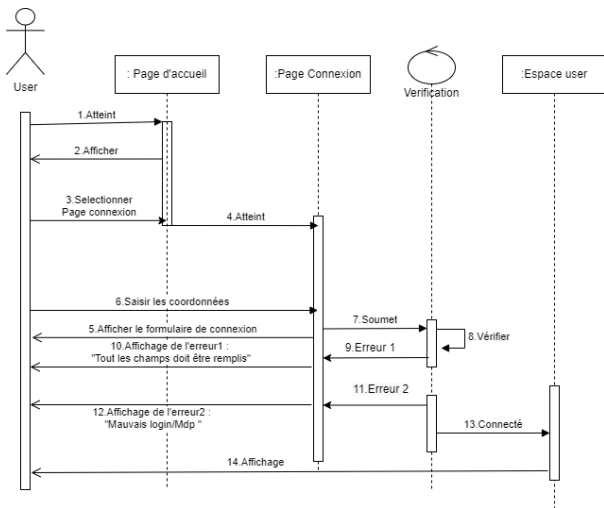 User
: Page d'accueil
:Page Connexion
Verification
:Espace user
1.Atteint
2.Afficher
3.Selectionner
Page connexion
4.Atteint
6.Saisir les coordonnées
7.Soumet
5.Afficher le formulaire de connexion
8.Vérifier
10.Affichage de l'erreur1 :
"Tout les champs doit être remplis"
9.Erreur 1
11.Erreur 2
12.Affichage de l'erreur2 :
"Mauvais login/Mdp "
13.Connecté
14.Affichage